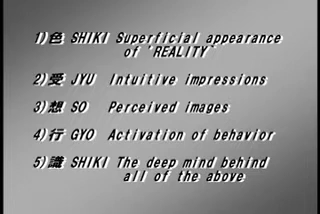 1)色 SHIKI Superficial appearance
of 'REALITY'
2)受 JYU Intuitive impressions
3)想 SO Perceived images
4)行 GYO Activation of behavior
5)識 SHIKI The deep mind behind
all of the above